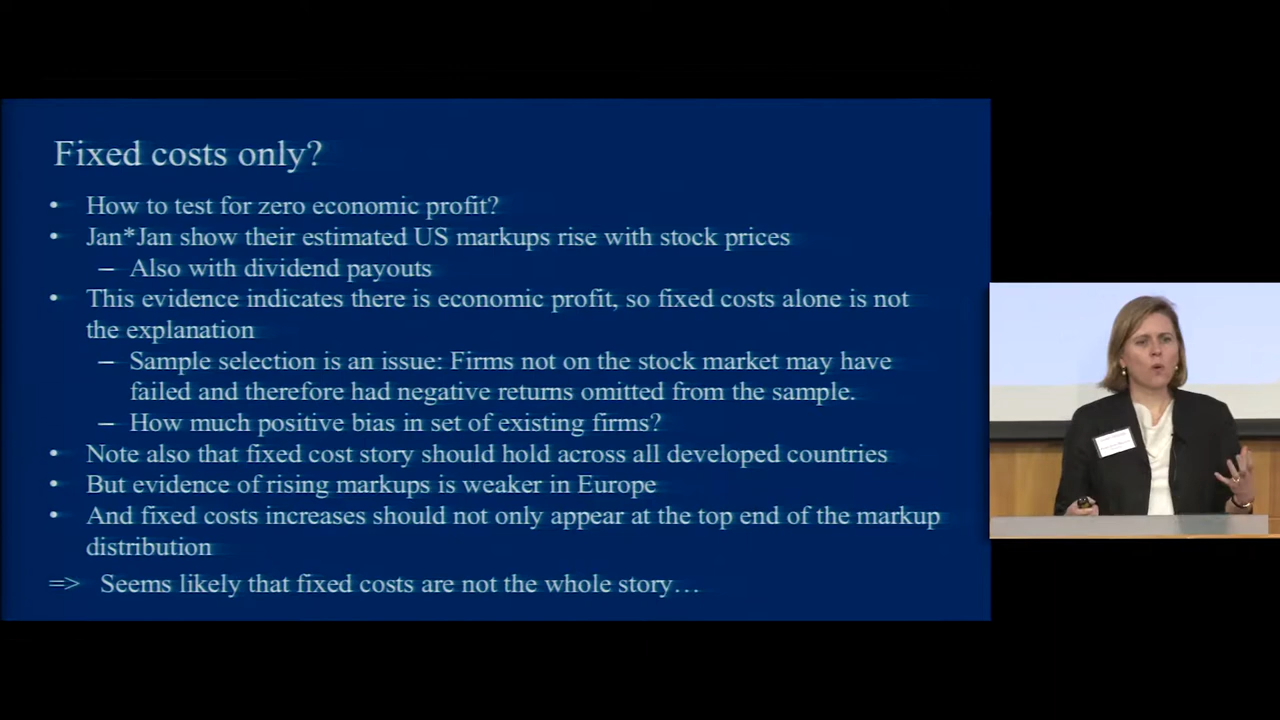 Fixed costs only?
• How to test for zero economic profit?
• Jan*Jan show their estimated US markups rise with stock prices
– Also with dividend payouts
• This evidence indicates there is economic profit, so fixed costs alone is not
the explanation
– Sample selection is an issue: Firms not on the stock market may have
failed and therefore had negative returns omitted from the sample.
– How much positive bias in set of existing firms?
• Note also that fixed cost story should hold across all developed countries
• But evidence of rising markups is weaker in Europe
• And fixed costs increases should not only appear at the top end of the markup
distribution
=> Seems likely that fixed costs are not the whole story…